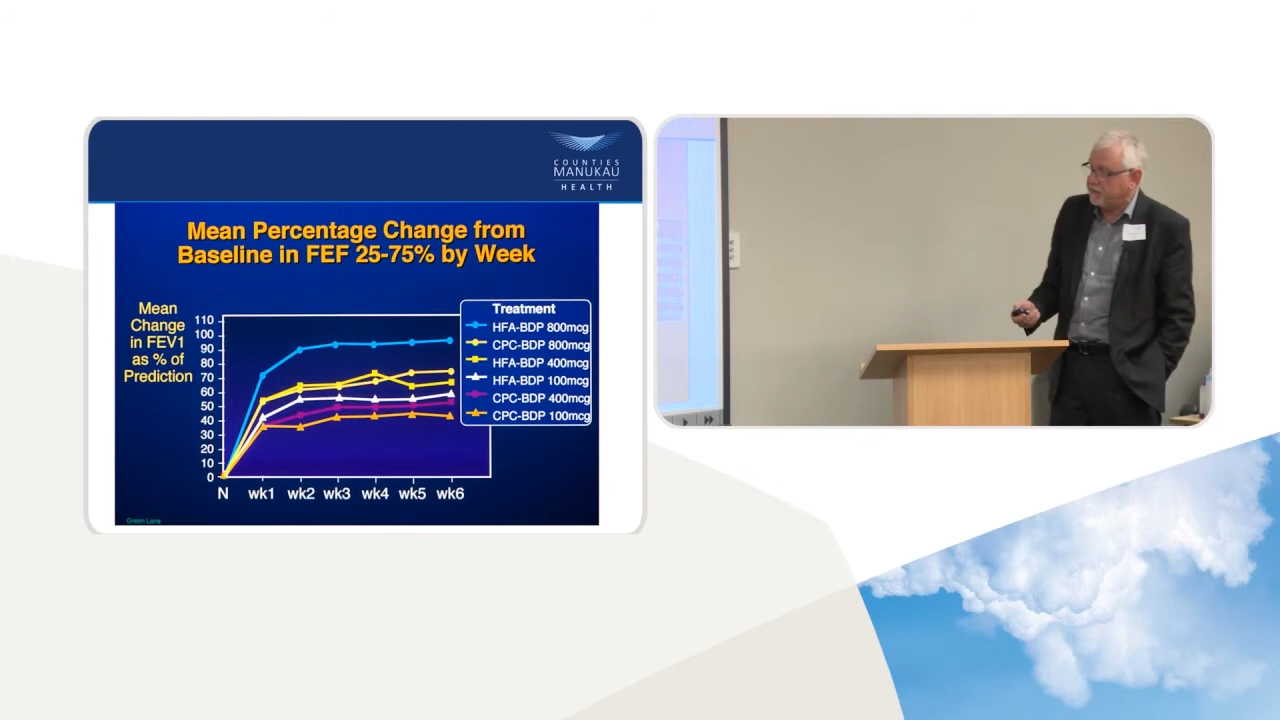 COUNTIES
MANUKAU
HEALTH
Mean Percentage Change from
Baseline in FEF 25-75% by Week
Mean
Change
in FEV1
as % of
Prediction
110
100
90
80
70
60
50
40
30
20
10
0
N wk1 wk2 wk3 wk4 wk5 wk6
Treatment
HFA-BDP 800mcg
CPC-BDP 800mcg
HFA-BDP 400mcg
HFA-BDP 100mcg
CPC-BDP 400mcg
CPC-BDP 100mcg
Green Lane